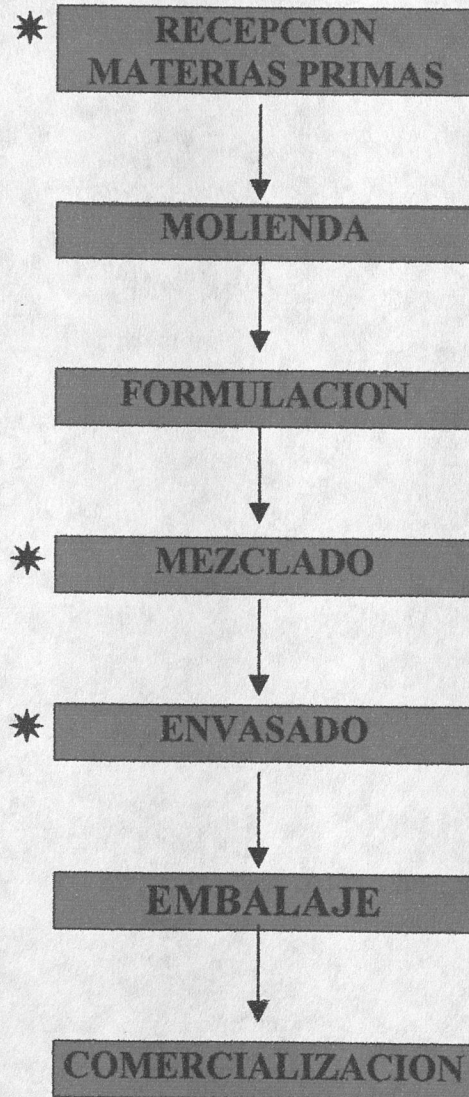 RECEPCION
MATERIAS PRIMAS
MOLIENDA
FORMULACION
MEZCLADO
ENVASADO
EMBALAJE
COMERCIALIZACION